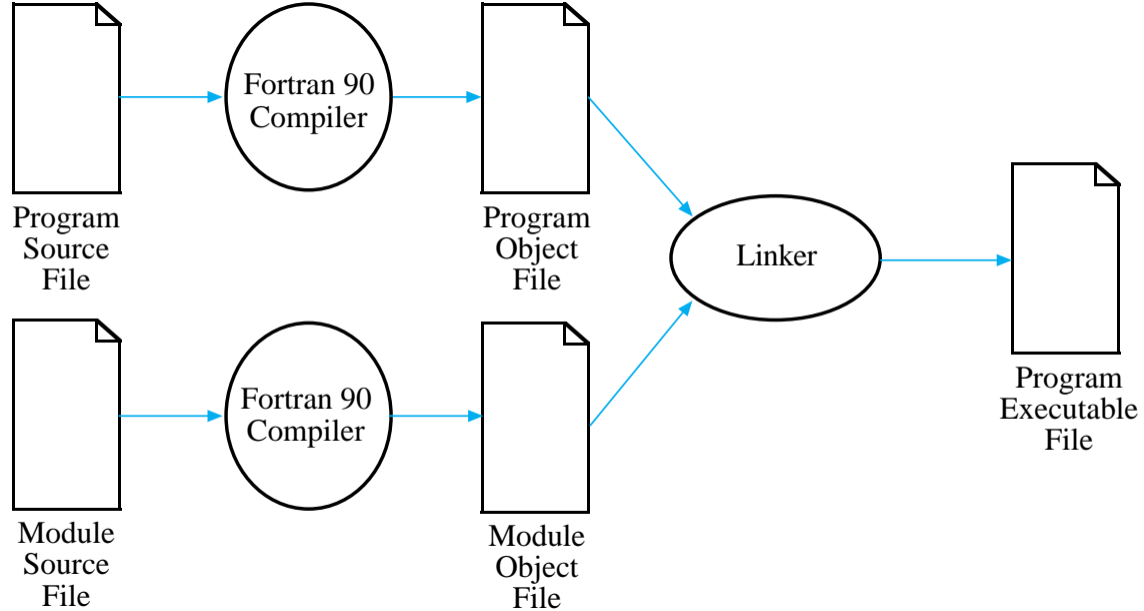 Fortran 90
Compiler
Program
Source
File
Program
Object
File
Linker
Fortran 90
Compiler
Program
Executable
File
Module
Source
File
Module
Object
File